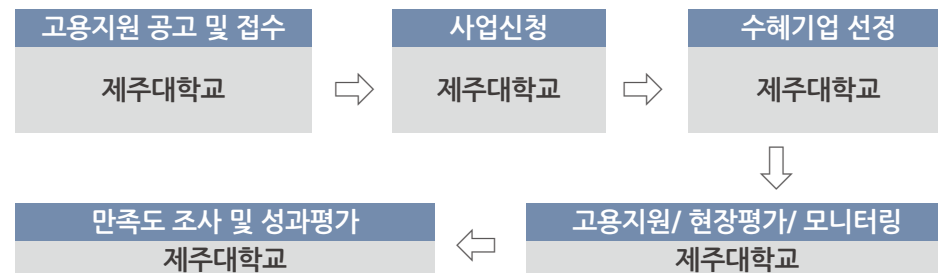 고용지원 공고 및 접수
제주대학교
사업신청
제주대학교
수혜기업 선정
제주대학교
고용지원/ 현장평가/ 모니터링
제주대학교
만족도 조사 및 성과평가
제주대학교